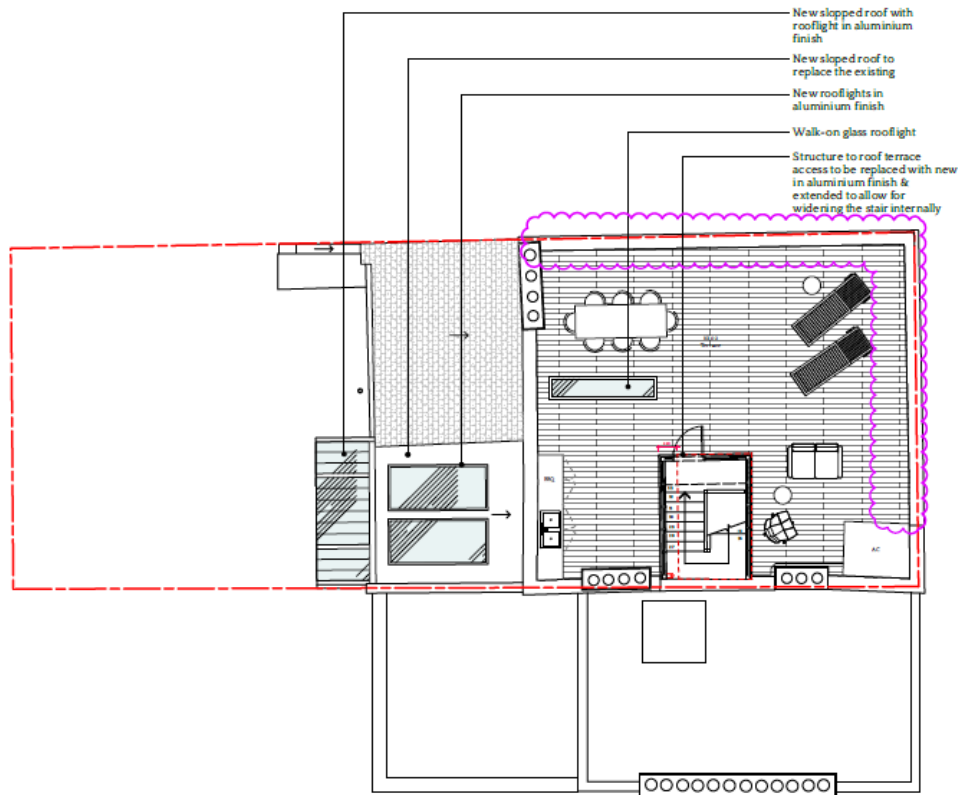 New slopped roof with
rooflight in aluminium
finish
New sloped roof to
replace the existing
New rooflights in
aluminium finish
Walk-on glass rooflight
Structure to roof terrace
access to be replaced with new
in aluminium finish &
extended to allow for
widening the stair internally
Terrace
BBQ
AC